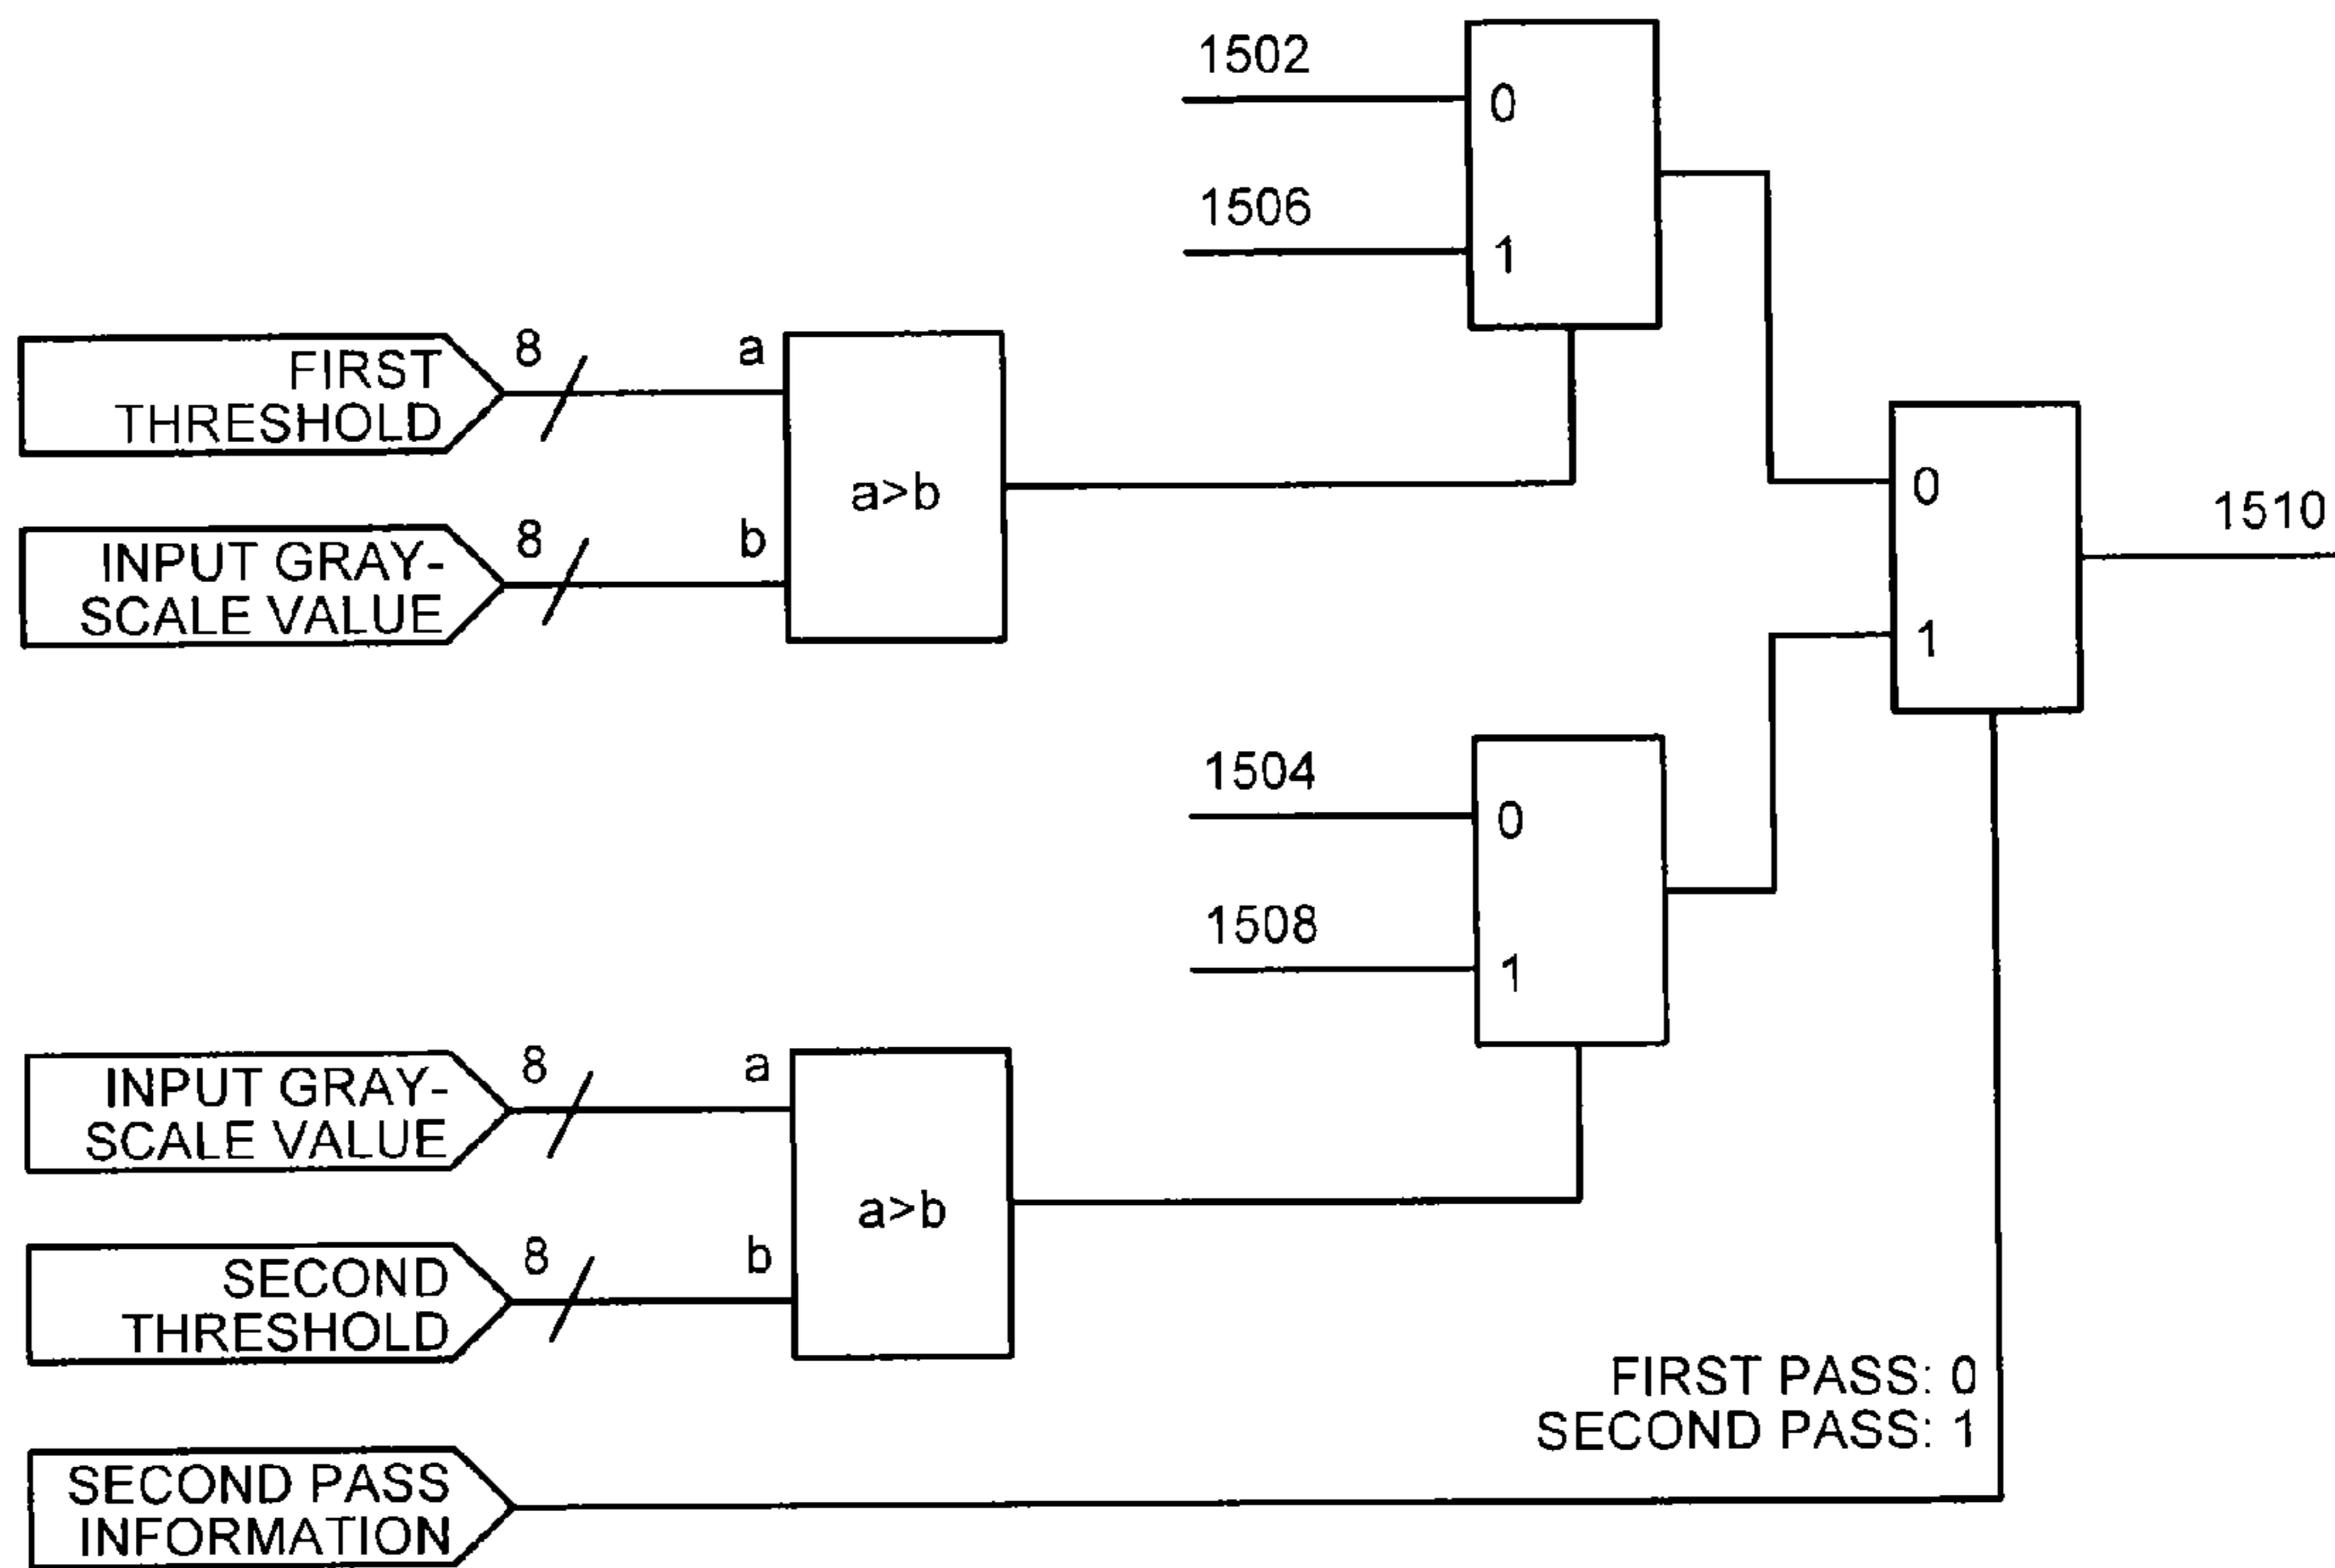 1502
0
1506
1
FIRST
THRESHOLD
8
a
INPUT GRAY-
SCALE VALUE
8
b
a>b
0
1
1510
1504
0
1508
1
INPUT GRAY-
SCALE VALUE
8
a
SECOND
THRESHOLD
8
b
a>b
FIRST PASS: 0
SECOND PASS: 1
SECOND PASS
INFORMATION